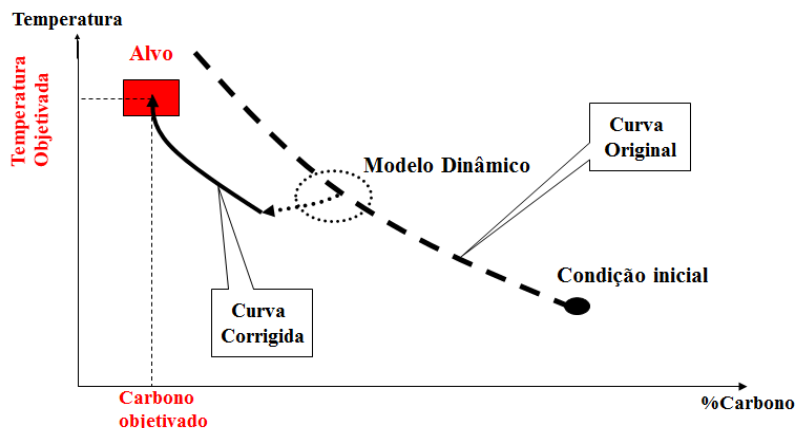 Temperatura
Alvo
Temperatura
Objetivada
Curva
Original
Modelo Dinâmico
Condição inicial
Curva
Corrigida
Carbono
objetivado
%Carbono